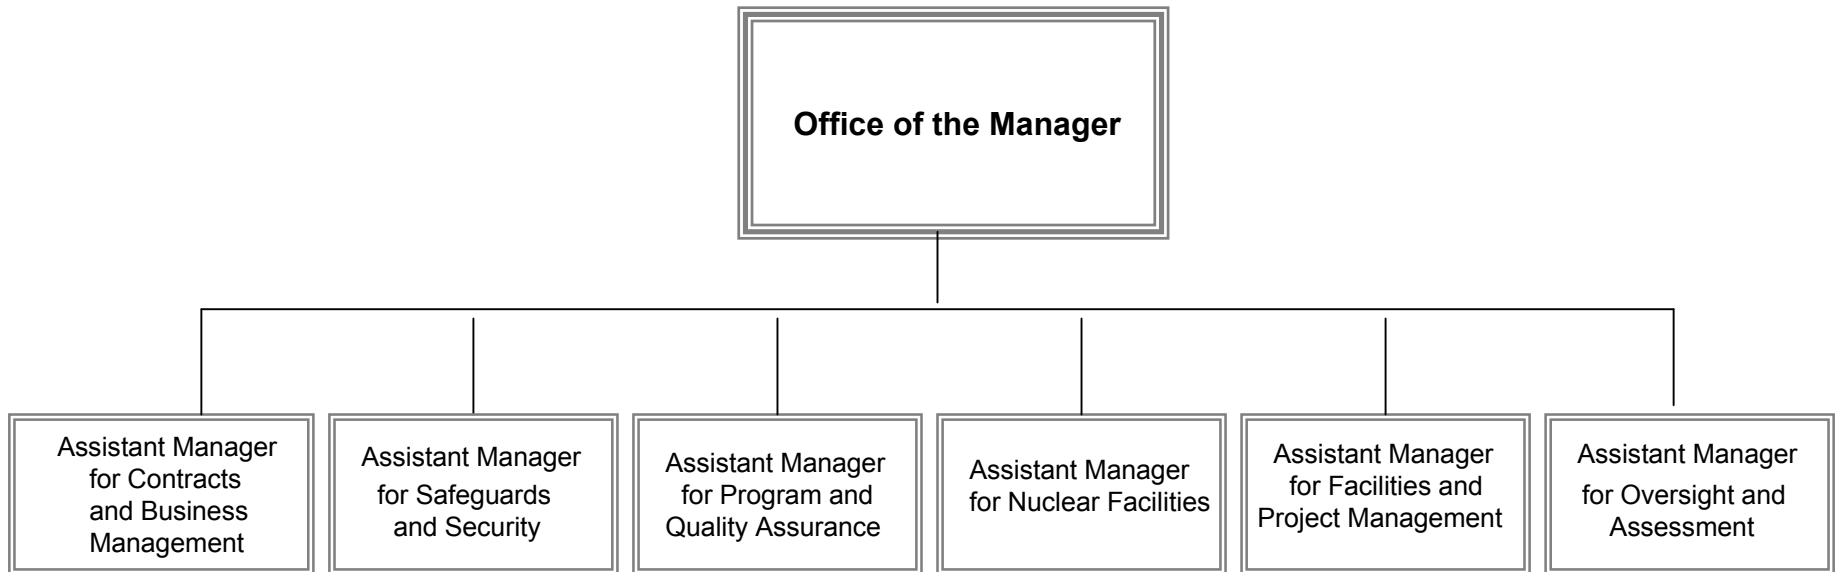 Office of the Manager
Assistant Manager
for Contracts
and Business
Management
Assistant Manager
for Safeguards
and Security
Assistant Manager
for Program and
Quality Assurance
Assistant Manager
for Nuclear Facilities
Assistant Manager
for Facilities and
Project Management
Assistant Manager
for Oversight and
Assessment